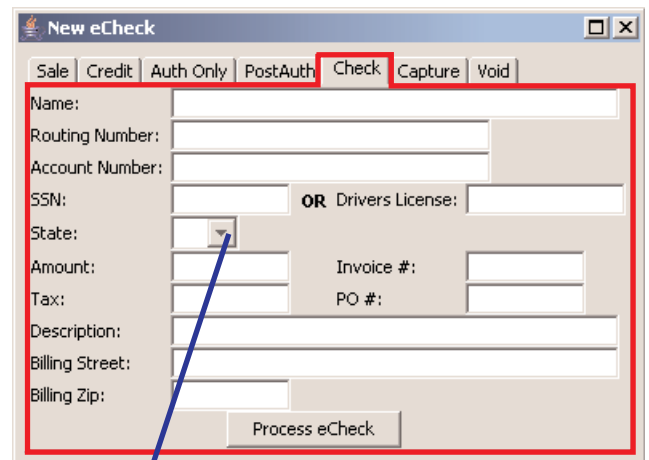 New eCheck
Sale Credit Auth Only PostAuth Check Capture Void
Name:
Routing Number:
Account Number:
SSN: OR Drivers License:
State:
Amount: Invoice #:
Tax: PO #:
Description:
Billing Street:
Billing Zip:
Process eCheck